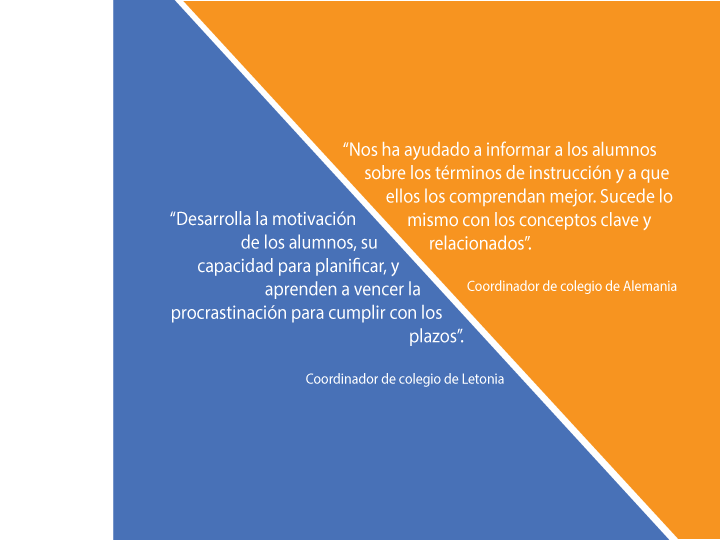 “Nos ha ayudado a informar a los alumnos
sobre los términos de instrucción y a que
ellos los comprendan mejor. Sucede lo
mismo con los conceptos clave y
relacionados”.
Coordinador de colegio de Alemania
“Desarrolla la motivación
de los alumnos, su
capacidad para planificar, y
aprenden a vencer la
procrastinación para cumplir con los
plazos”.
Coordinador de colegio de Letonia